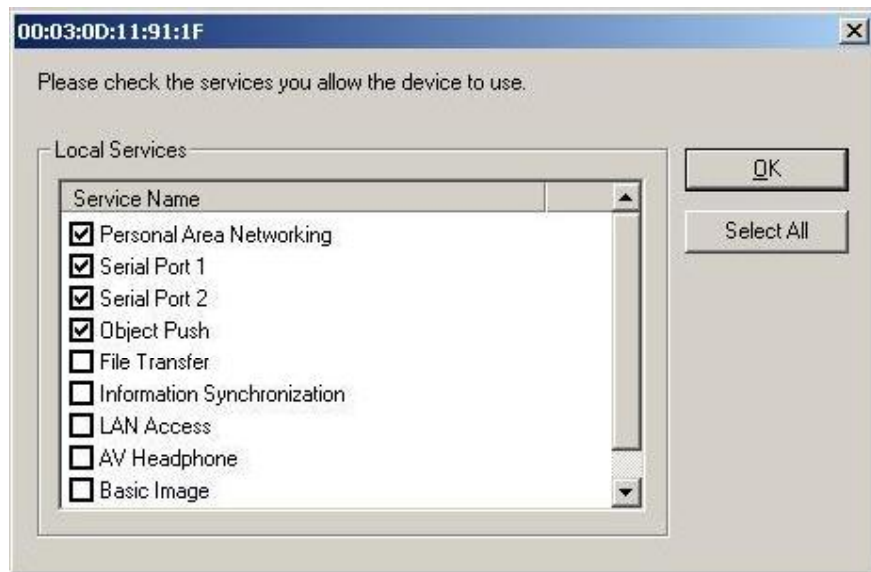 00:03:0D:11:91:1F
Please check the services you allow the device to use.
Local Services
Service Name
Personal Area Networking
Serial Port 1
Serial Port 2
Object Push
File Transfer
Information Synchronization
LAN Access
AV Headphone
Basic Image
OK
Select All